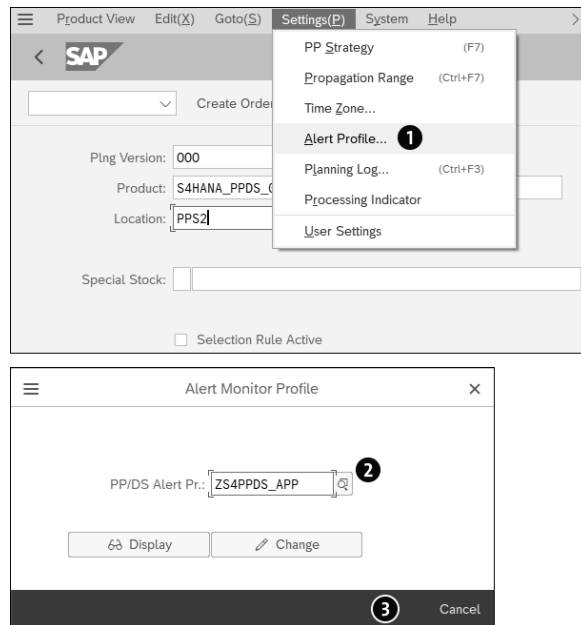 Product View Edit(X) Goto(S) Settings(P) System Help
SAP
PP Strategy (F7)
Propagation Range (Ctrl+F7)
Time Zone...
Alert Profile... 1
Planning Log... (Ctrl+F3)
Processing Indicator
User Settings
Create Order
Plng Version: 000
Product: S4HANA_PPDS_
Location: PPS2
Special Stock:
Selection Rule Active
Alert Monitor Profile
PP/DS Alert Pr.: ZS4PPDS_APP 2
Display Change
3 Cancel